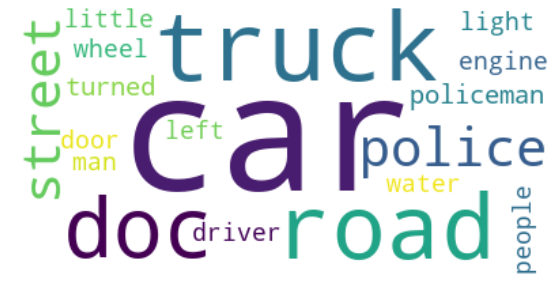 little
truck
light
street
wheel
engine
turned
policeman
car
left
door
police
man
water
doc
driver
road
people